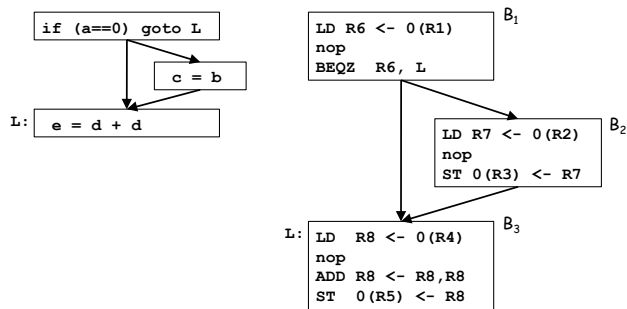 if (a==0) goto L
c = b
L: e = d + d
B1
LD R6 <- 0(R1)
nop
BEQZ R6, L
B2
LD R7 <- 0(R2)
nop
ST 0(R3) <- R7
B3
L: LD R8 <- 0(R4)
nop
ADD R8 <- R8,R8
ST 0(R5) <- R8